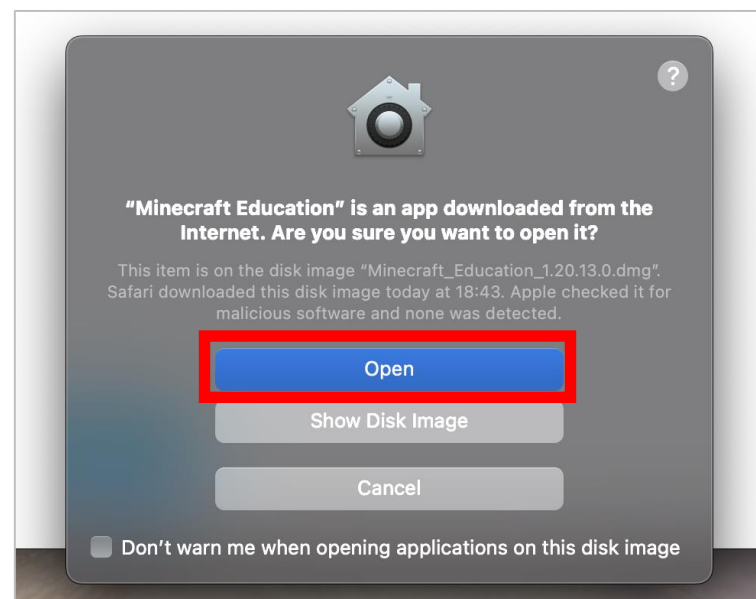 ?
“Minecraft Education” is an app downloaded from the
Internet. Are you sure you want to open it?
This item is on the disk image “Minecraft_Education_1.20.13.0.dmg”.
Safari downloaded this disk image today at 18:43. Apple checked it for
malicious software and none was detected.
Open
Show Disk Image
Cancel
Don’t warn me when opening applications on this disk image